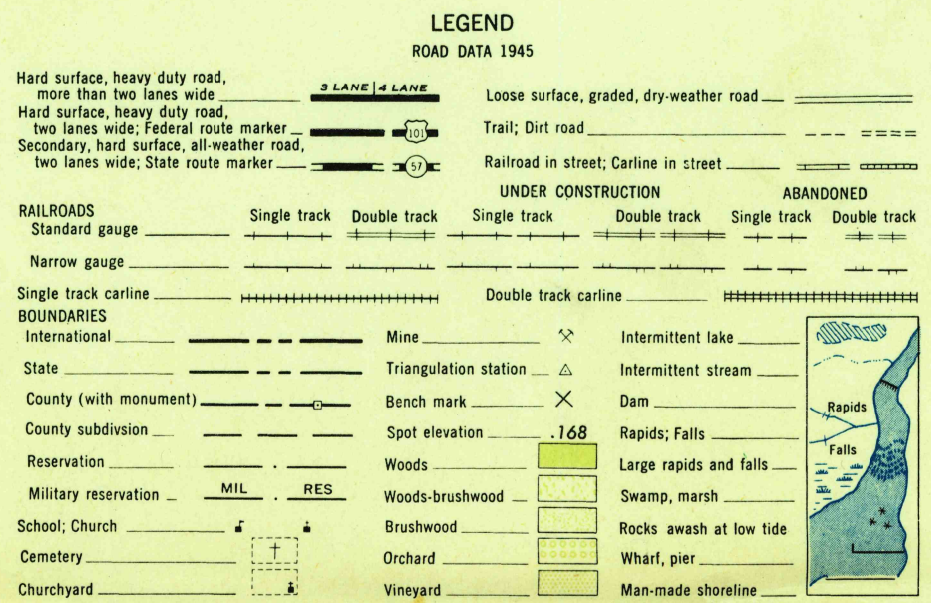 LEGEND
ROAD DATA 1945
Hard surface, heavy duty road,
more than two lanes wide
3 LANE 4 LANE
Hard surface, heavy duty road,
two lanes wide; Federal route marker
101
Secondary, hard surface, all-weather road,
two lanes wide; State route marker
57
Loose surface, graded, dry-weather road
Trail; Dirt road
Railroad in street; Carline in street
UNDER CONSTRUCTION ABANDONED
RAILROADS
Single track Double track Single track Double track Single track Double track
Standard gauge
Narrow gauge
Single track carline Double track carline
BOUNDARIES
International
State
County (with monument)
County subdivsion
Reservation
Military reservation MIL . RES
School; Church
Cemetery
Churchyard
Mine
Triangulation station
Bench mark
Spot elevation .168
Woods
Woods-brushwood
Brushwood
Orchard
Vineyard
Intermittent lake
Intermittent stream
Dam
Rapids; Falls
Large rapids and falls
Swamp, marsh
Rocks awash at low tide
Wharf, pier
Man-made shoreline
Rapids
Falls